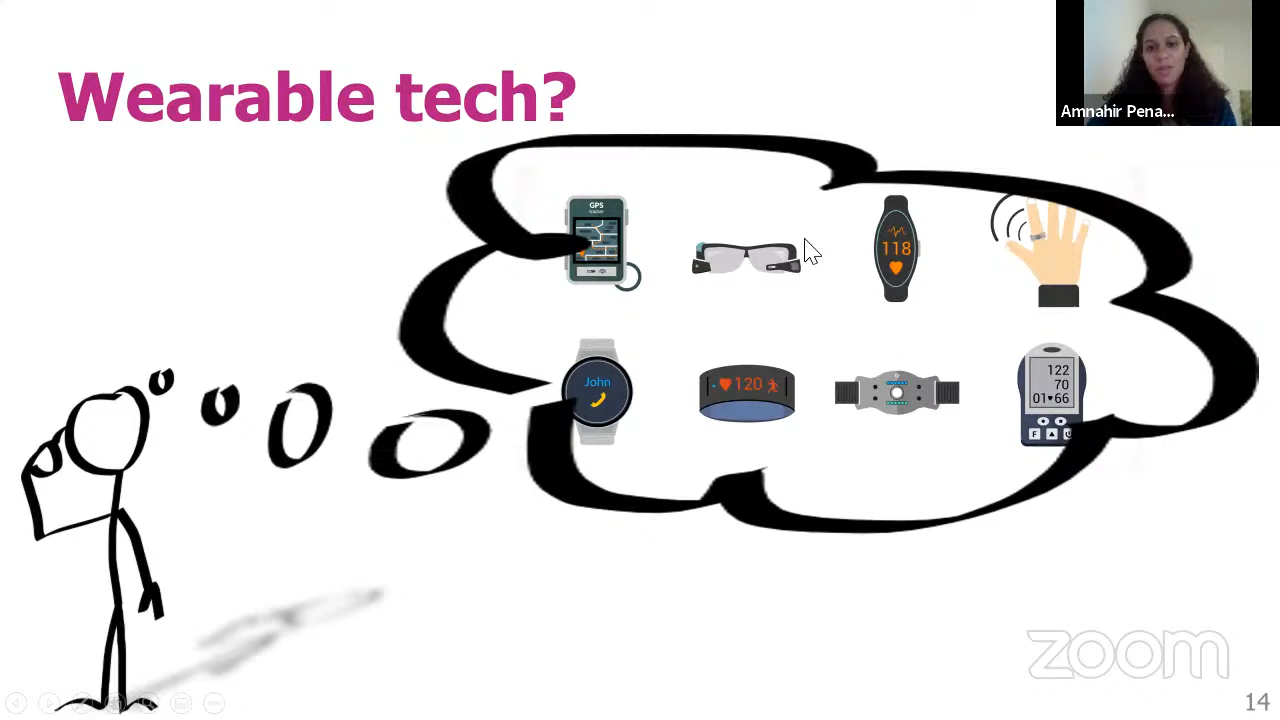 Wearable tech?
Amnahir Pena...
GPS
118
John
120
122
70
01♥66
F
zoom
14